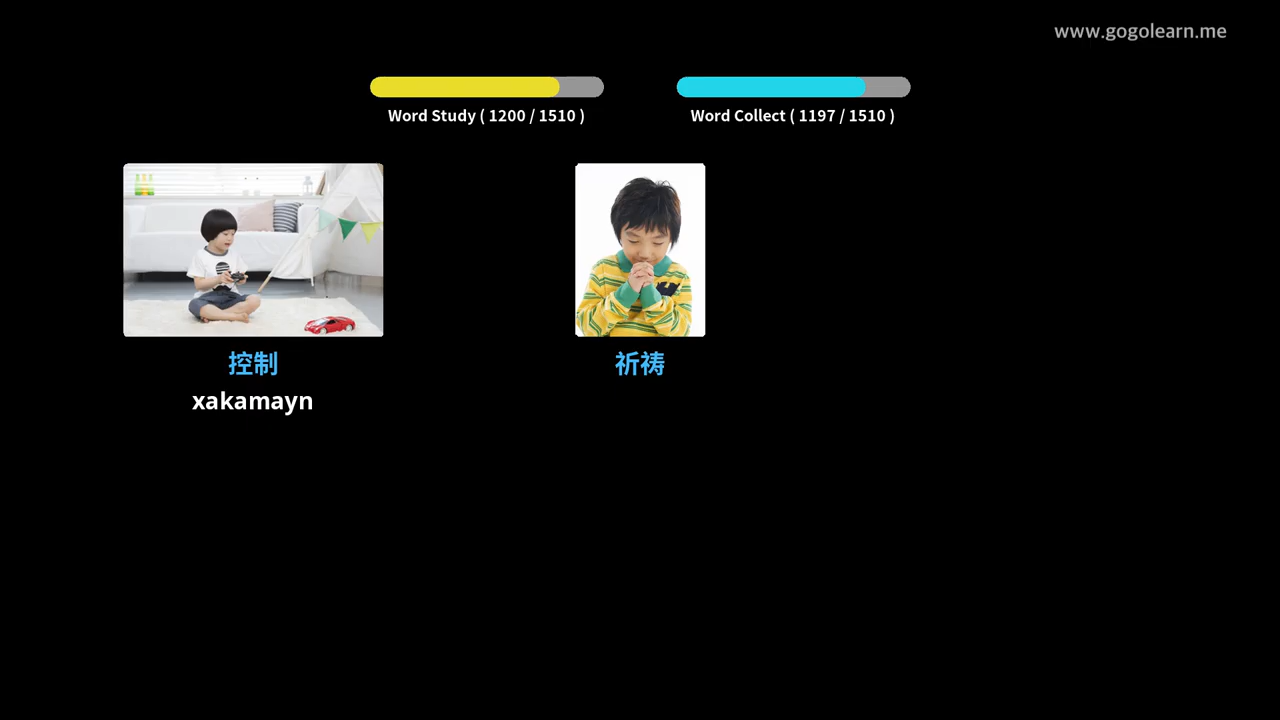 www.gogolearn.me
Word Study ( 1200 / 1510 )
Word Collect ( 1197 / 1510 )
控制
xakamayn
祈祷